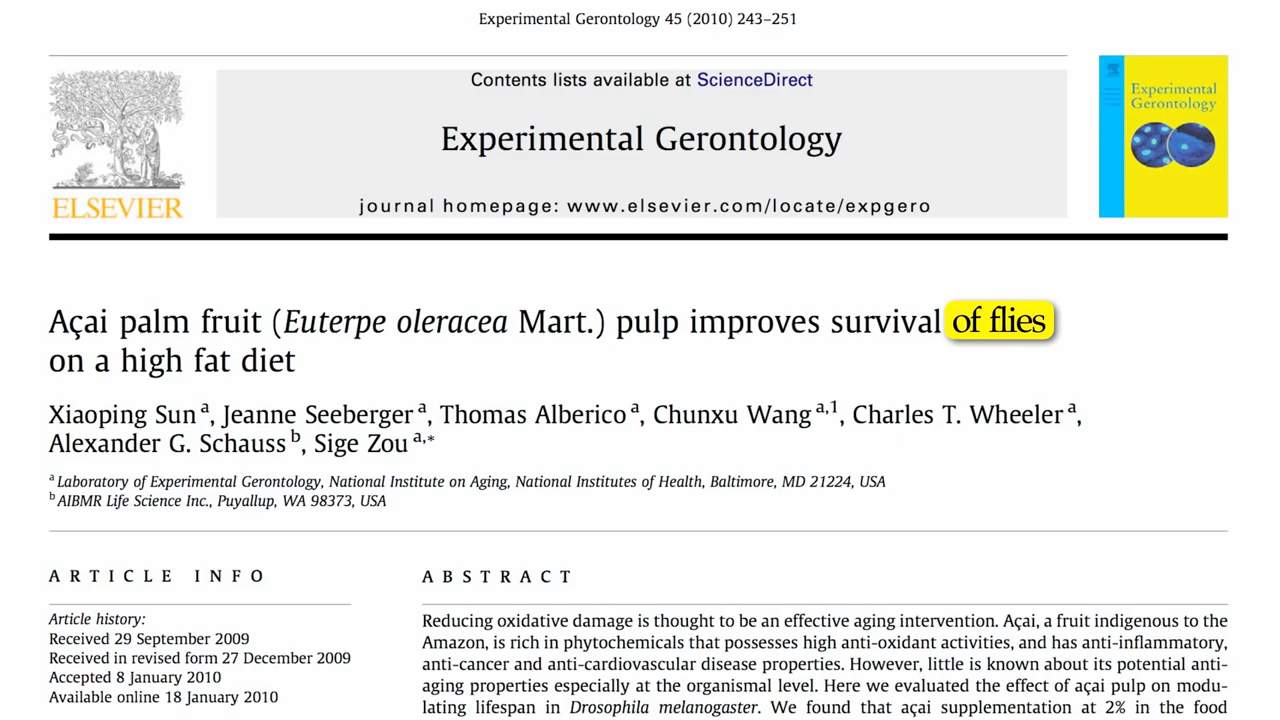 Experimental Gerontology 45 (2010) 243–251
Contents lists available at ScienceDirect
Experimental Gerontology
journal homepage: www.elsevier.com/locate/expgero
ELSEVIER
Experimental
Gerontology
Açai palm fruit (Euterpe oleracea Mart.) pulp improves survival of flies
on a high fat diet
Xiaoping Sun a, Jeanne Seeberger a, Thomas Alberico a, Chunxu Wang a,1, Charles T. Wheeler a,
Alexander G. Schauss b, Sige Zou a,*
a Laboratory of Experimental Gerontology, National Institute on Aging, National Institutes of Health, Baltimore, MD 21224, USA
b AIBMR Life Science Inc., Puyallup, WA 98373, USA
ARTICLE INFO
Article history:
Received 29 September 2009
Received in revised form 27 December 2009
Accepted 8 January 2010
Available online 18 January 2010
ABSTRACT
Reducing oxidative damage is thought to be an effective aging intervention. Açai, a fruit indigenous to the
Amazon, is rich in phytochemicals that possesses high anti-oxidant activities, and has anti-inflammatory,
anti-cancer and anti-cardiovascular disease properties. However, little is known about its potential anti-
aging properties especially at the organismal level. Here we evaluated the effect of açai pulp on modu-
lating lifespan in Drosophila melanogaster. We found that açai supplementation at 2% in the food